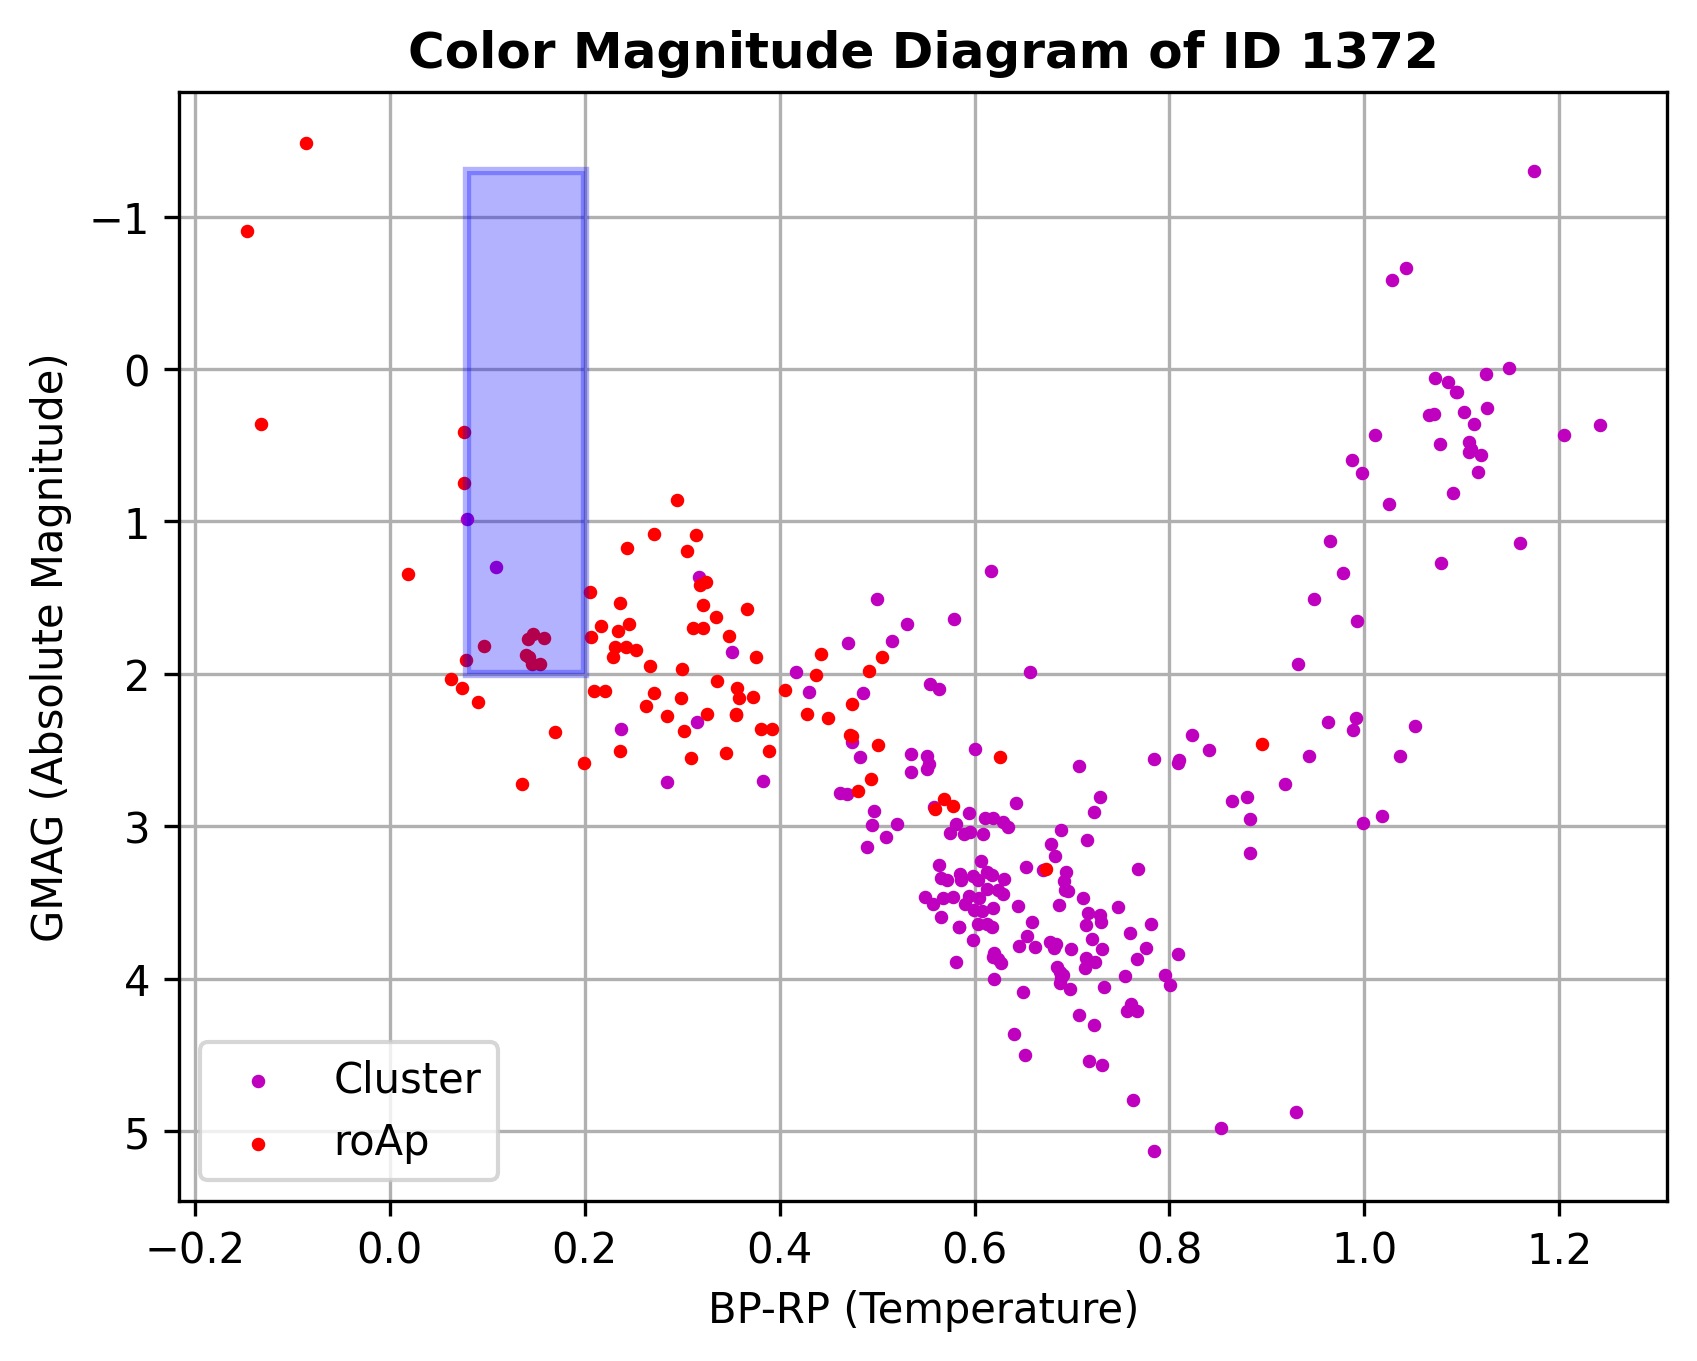 Color Magnitude Diagram of ID 1372
GMAG (Absolute Magnitude)
−1
0
1
2
3
4
5
Cluster
roAp
−0.2 0.0 0.2 0.4 0.6 0.8 1.0 1.2
BP-RP (Temperature)